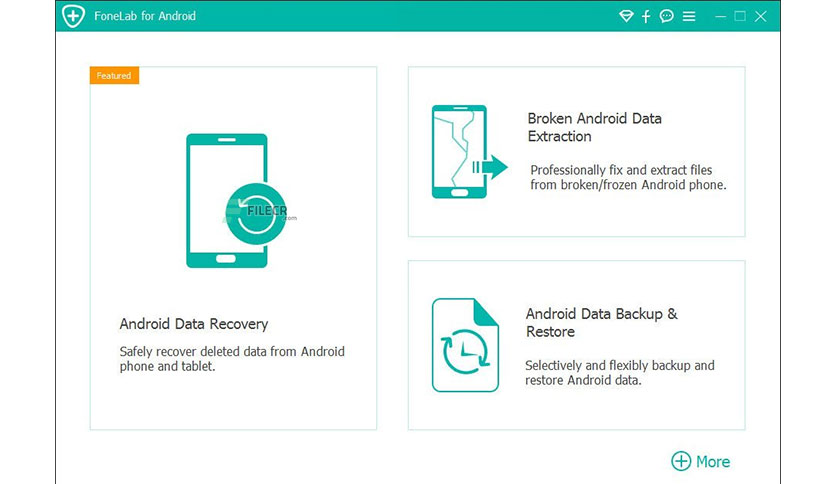 FoneLab for Android
Featured
FILECR
.com
Android Data Recovery
Safely recover deleted data from Android
phone and tablet.
Broken Android Data
Extraction
Professionally fix and extract files
from broken/frozen Android phone.
Android Data Backup &
Restore
Selectively and flexibly backup and
restore Android data.
More